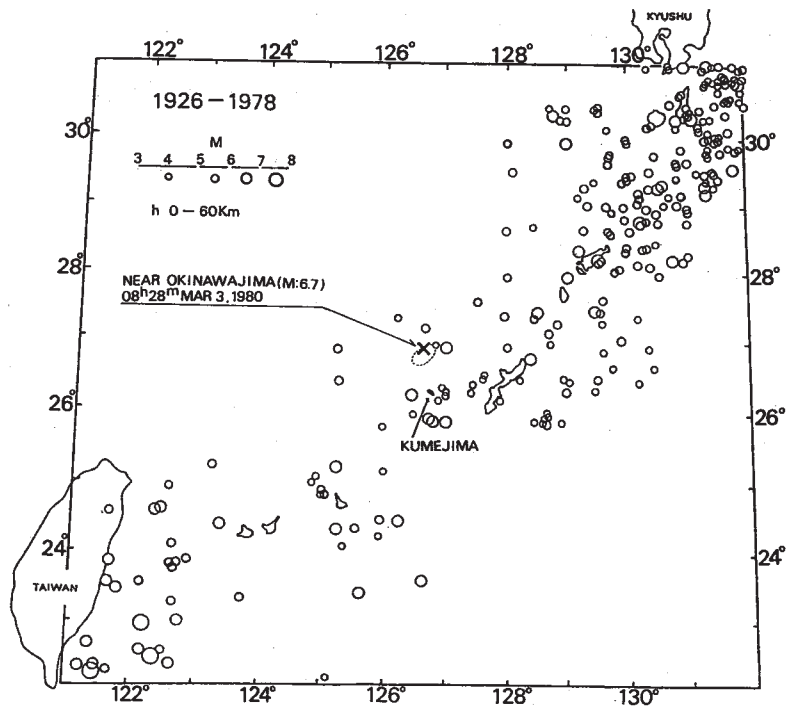 KYUSHU
122° 124° 126° 128° 130°
1926-1978
M
3 4 5 6 7 8
h 0-60Km
30° 30°
28° 28°
NEAR OKINAWAJIMA(M:6.7)
08h28m MAR 3,1980
26° 26°
KUMEJIMA
24° 24°
TAIWAN
122° 124° 126° 128° 130°